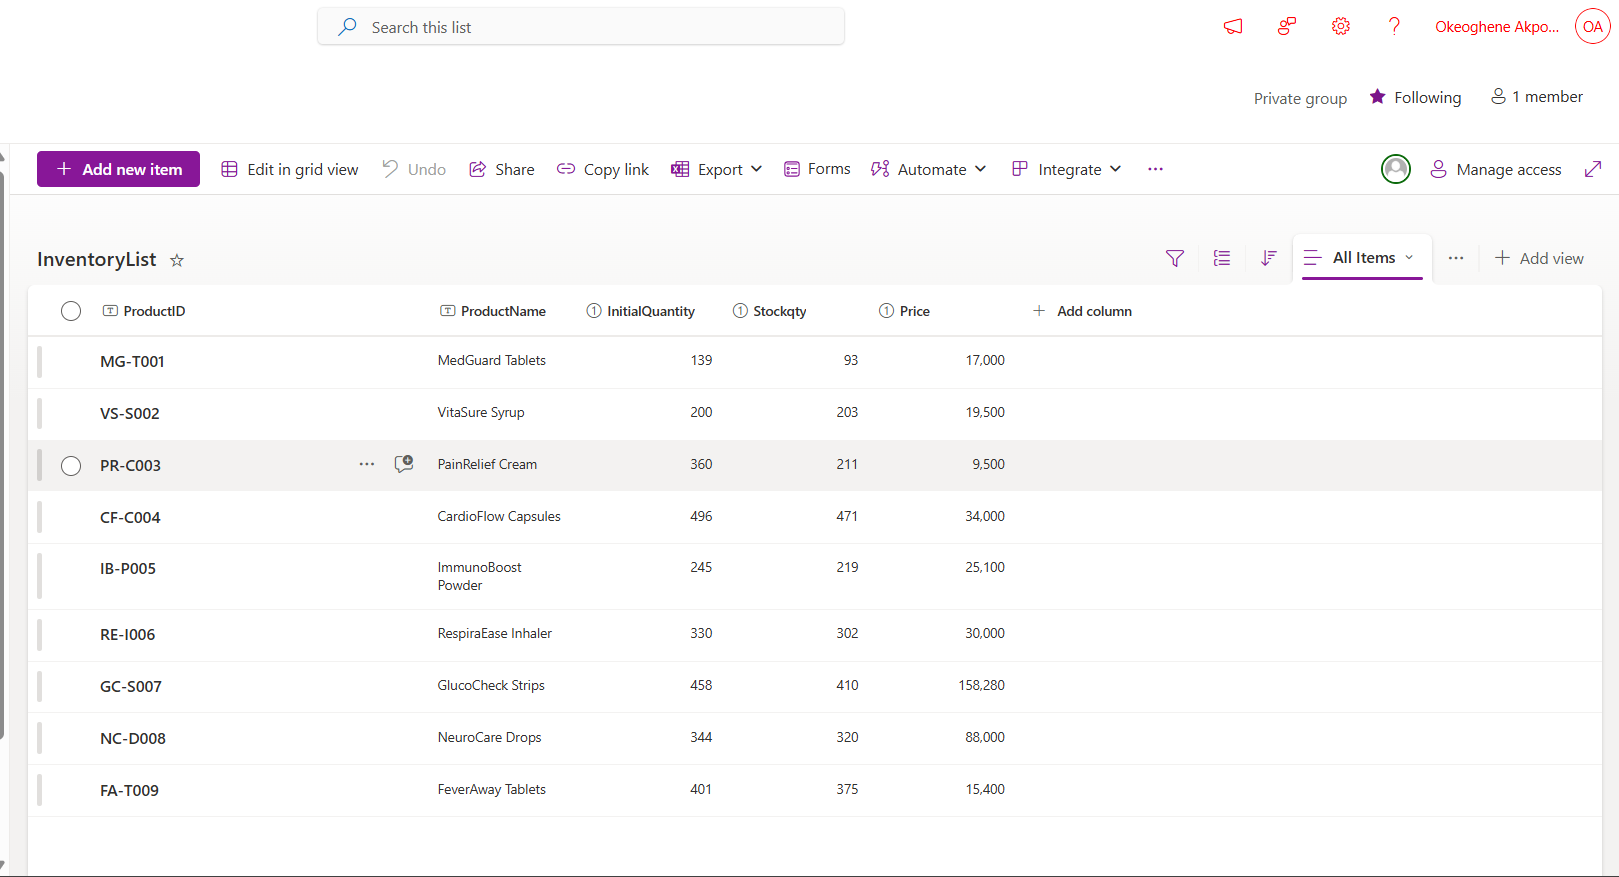 Search this list
Okeoghene Akpo...
OA
Private group
Following
1 member
Add new item
Edit in grid view
Undo
Share
Copy link
Export
Forms
Automate
Integrate
Manage access
InventoryList
All Items
Add view
ProductID ProductName InitialQuantity Stockqty Price Add column
MG-T001 MedGuard Tablets 139 93 17,000
VS-S002 VitaSure Syrup 200 203 19,500
PR-C003 PainRelief Cream 360 211 9,500
CF-C004 CardioFlow Capsules 496 471 34,000
IB-P005 ImmunoBoost 245 219 25,100
Powder
RE-I006 RespiraEase Inhaler 330 302 30,000
GC-S007 GlucoCheck Strips 458 410 158,280
NC-D008 NeuroCare Drops 344 320 88,000
FA-T009 FeverAway Tablets 401 375 15,400